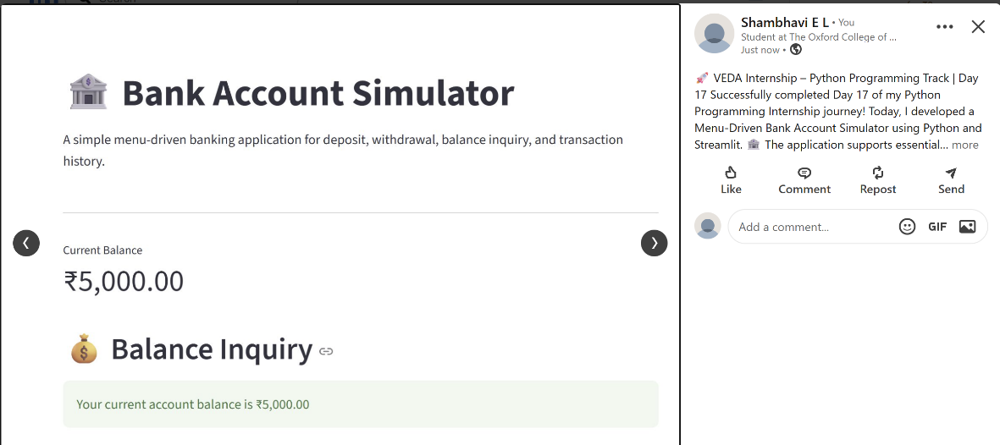 Bank Account Simulator
A simple menu-driven banking application for deposit, withdrawal, balance inquiry, and transaction
history.
Current Balance
₹5,000.00
Balance Inquiry
Your current account balance is ₹5,000.00
Shambhavi E L • You
Student at The Oxford College of ...
Just now •
🚀 VEDA Internship – Python Programming Track | Day
17 Successfully completed Day 17 of my Python
Programming Internship journey! Today, I developed a
Menu-Driven Bank Account Simulator using Python and
Streamlit. 🏦 The application supports essential... more
Like Comment Repost Send
Add a comment... GIF